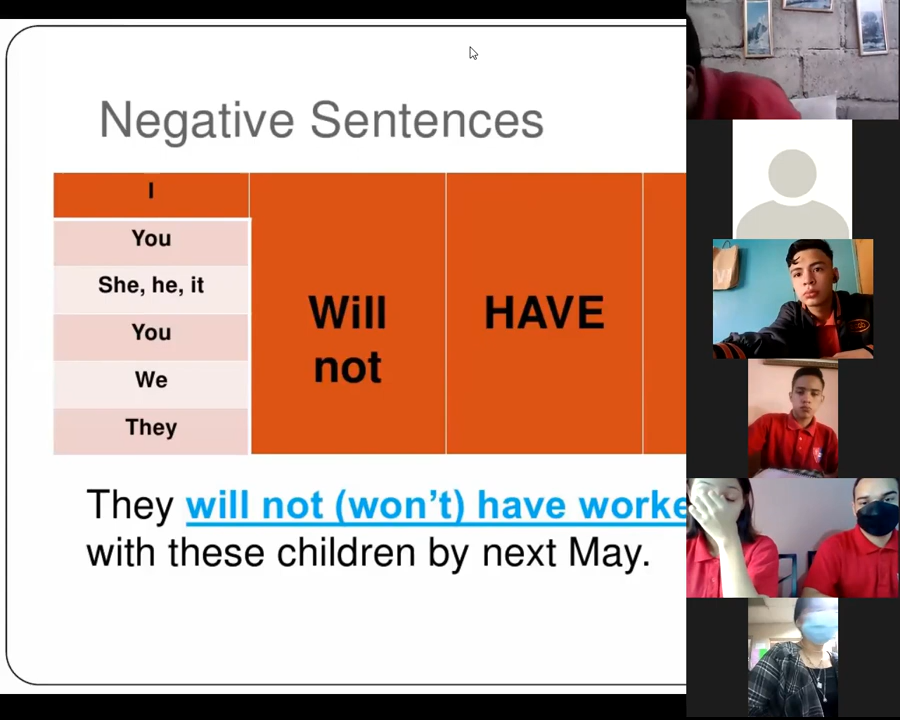 Negative Sentences
I
You
She, he, it
You
We
They
Will
not
HAVE
They will not (won't) have worke
with these children by next May.